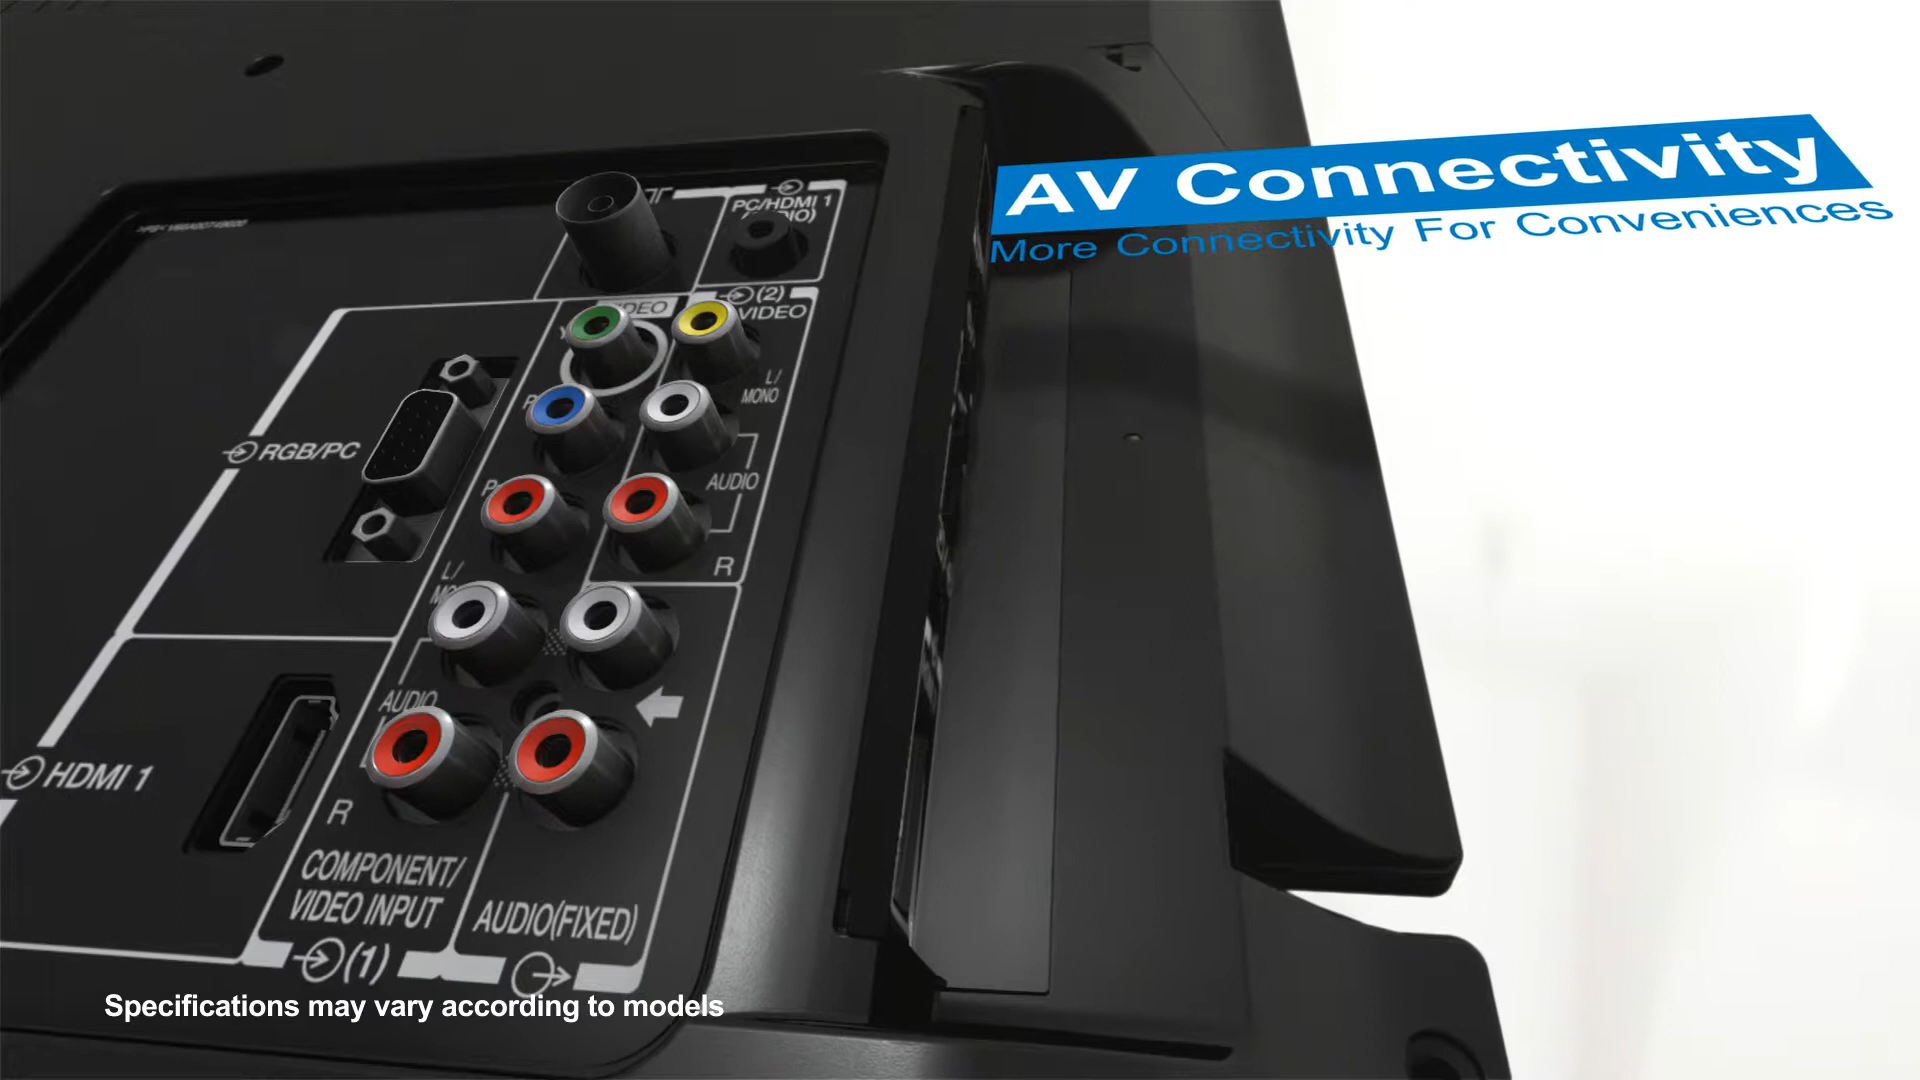 AV Connectivity
More Connectivity For Conveniences
PC/HDMI 1
(2)
VIDEO
L/
MONO
RGB/PC
AUDIO
R
L/
AUDIO
HDMI 1
R
COMPONENT/
VIDEO INPUT
(1)
AUDIO(FIXED)
Specifications may vary according to models